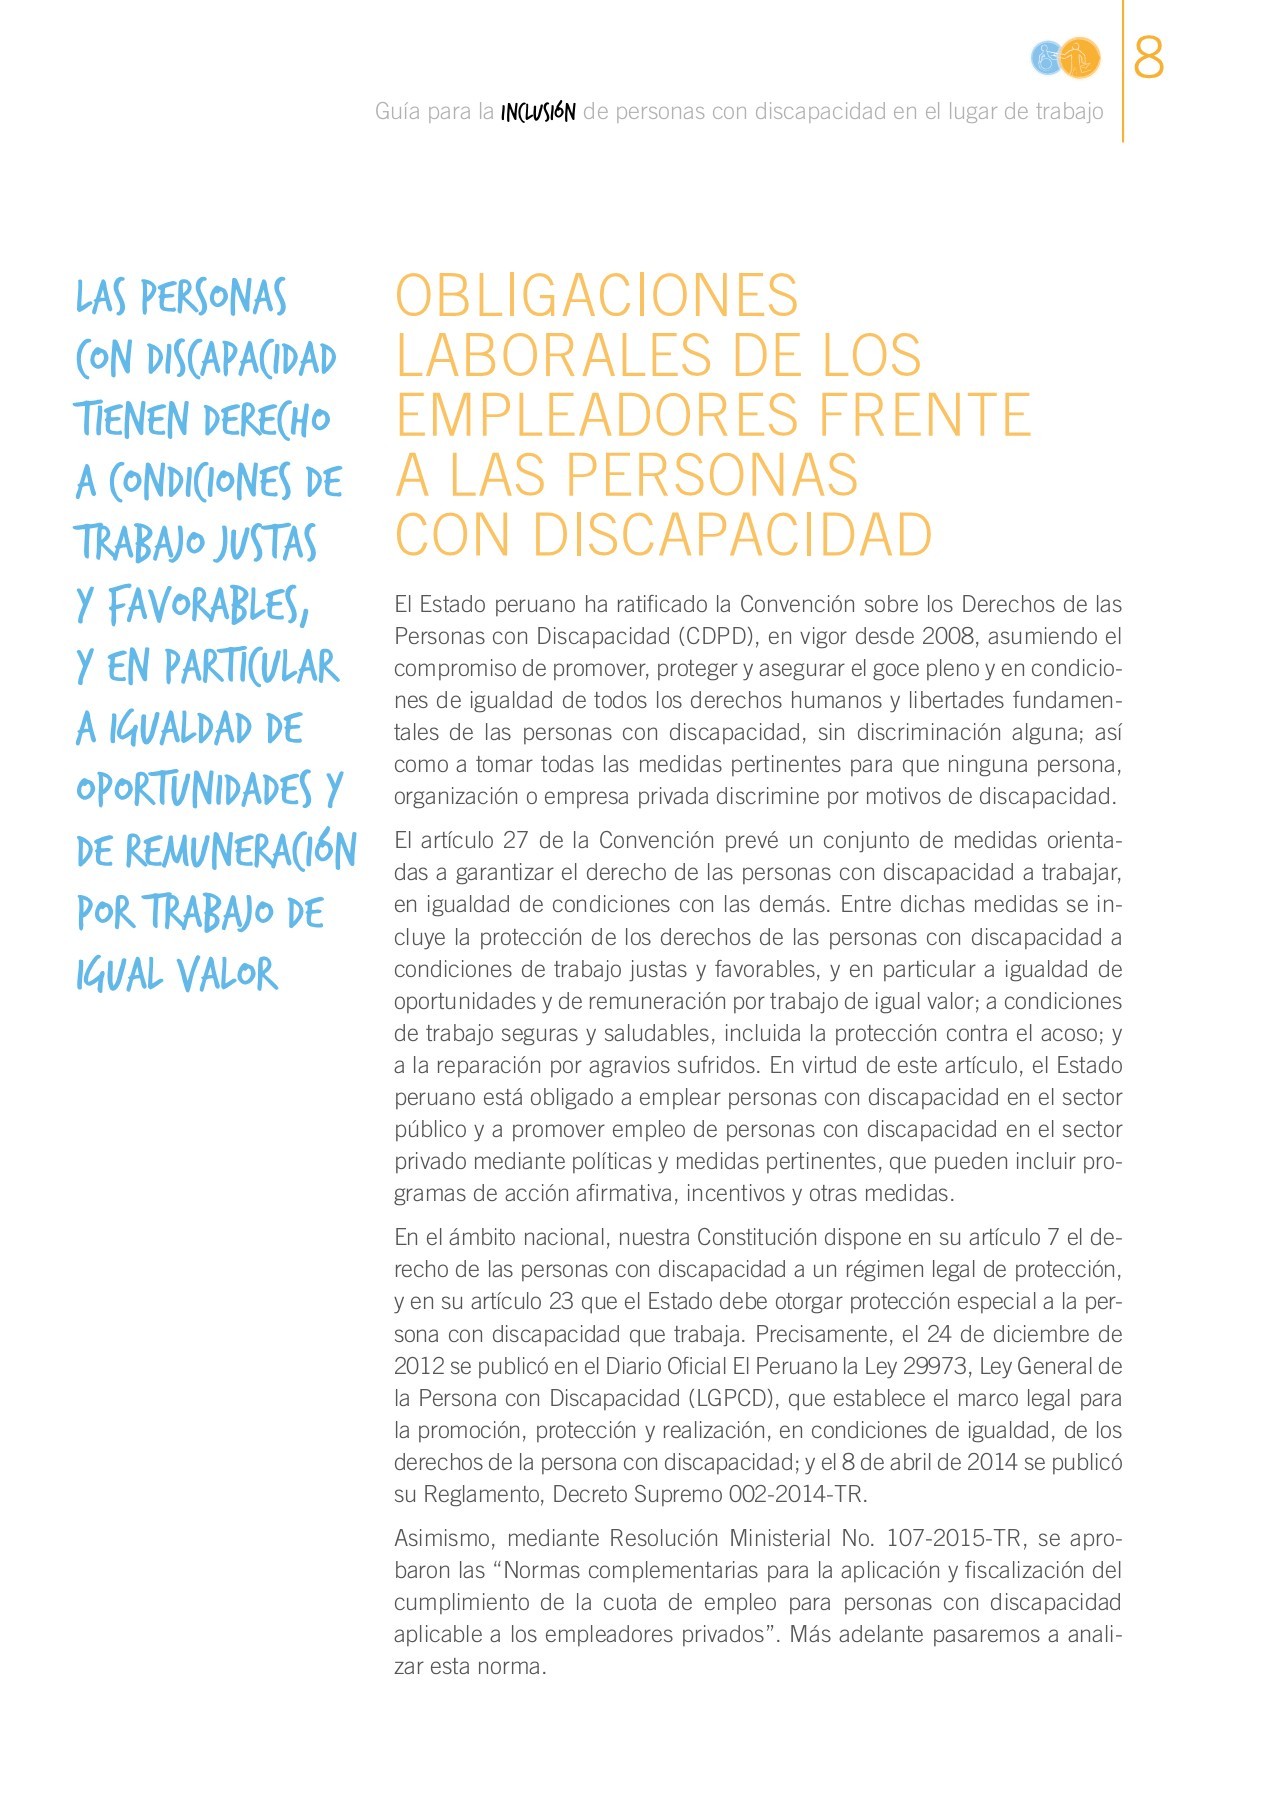 8
Guía para la INCLUSIÓN de personas con discapacidad en el lugar de trabajo
LAS PERSONAS
CON DISCAPACIDAD
TIENEN DERECHO
A CONDICIONES DE
TRABAJO JUSTAS
Y FAVORABLES,
Y EN PARTICULAR
A IGUALDAD DE
OPORTUNIDADES Y
DE REMUNERACIÓN
POR TRABAJO DE
IGUAL VALOR
OBLIGACIONES
LABORALES DE LOS
EMPLEADORES FRENTE
A LAS PERSONAS
CON DISCAPACIDAD
El Estado peruano ha ratificado la Convención sobre los Derechos de las
Personas con Discapacidad (CDPD), en vigor desde 2008, asumiendo el
compromiso de promover, proteger y asegurar el goce pleno y en condicio-
nes de igualdad de todos los derechos humanos y libertades fundamen-
tales de las personas con discapacidad, sin discriminación alguna; así
como a tomar todas las medidas pertinentes para que ninguna persona,
organización o empresa privada discrimine por motivos de discapacidad.
El artículo 27 de la Convención prevé un conjunto de medidas orienta-
das a garantizar el derecho de las personas con discapacidad a trabajar,
en igualdad de condiciones con las demás. Entre dichas medidas se in-
cluye la protección de los derechos de las personas con discapacidad a
condiciones de trabajo justas y favorables, y en particular a igualdad de
oportunidades y de remuneración por trabajo de igual valor; a condiciones
de trabajo seguras y saludables, incluida la protección contra el acoso; y
a la reparación por agravios sufridos. En virtud de este artículo, el Estado
peruano está obligado a emplear personas con discapacidad en el sector
público y a promover empleo de personas con discapacidad en el sector
privado mediante políticas y medidas pertinentes, que pueden incluir pro-
gramas de acción afirmativa, incentivos y otras medidas.
En el ámbito nacional, nuestra Constitución dispone en su artículo 7 el de-
recho de las personas con discapacidad a un régimen legal de protección,
y en su artículo 23 que el Estado debe otorgar protección especial a la per-
sona con discapacidad que trabaja. Precisamente, el 24 de diciembre de
2012 se publicó en el Diario Oficial El Peruano la Ley 29973, Ley General de
la Persona con Discapacidad (LGPCD), que establece el marco legal para
la promoción, protección y realización, en condiciones de igualdad, de los
derechos de la persona con discapacidad; y el 8 de abril de 2014 se publicó
su Reglamento, Decreto Supremo 002-2014-TR.
Asimismo, mediante Resolución Ministerial No. 107-2015-TR, se apro-
baron las “Normas complementarias para la aplicación y fiscalización del
cumplimiento de la cuota de empleo para personas con discapacidad
aplicable a los empleadores privados”. Más adelante pasaremos a anali-
zar esta norma.